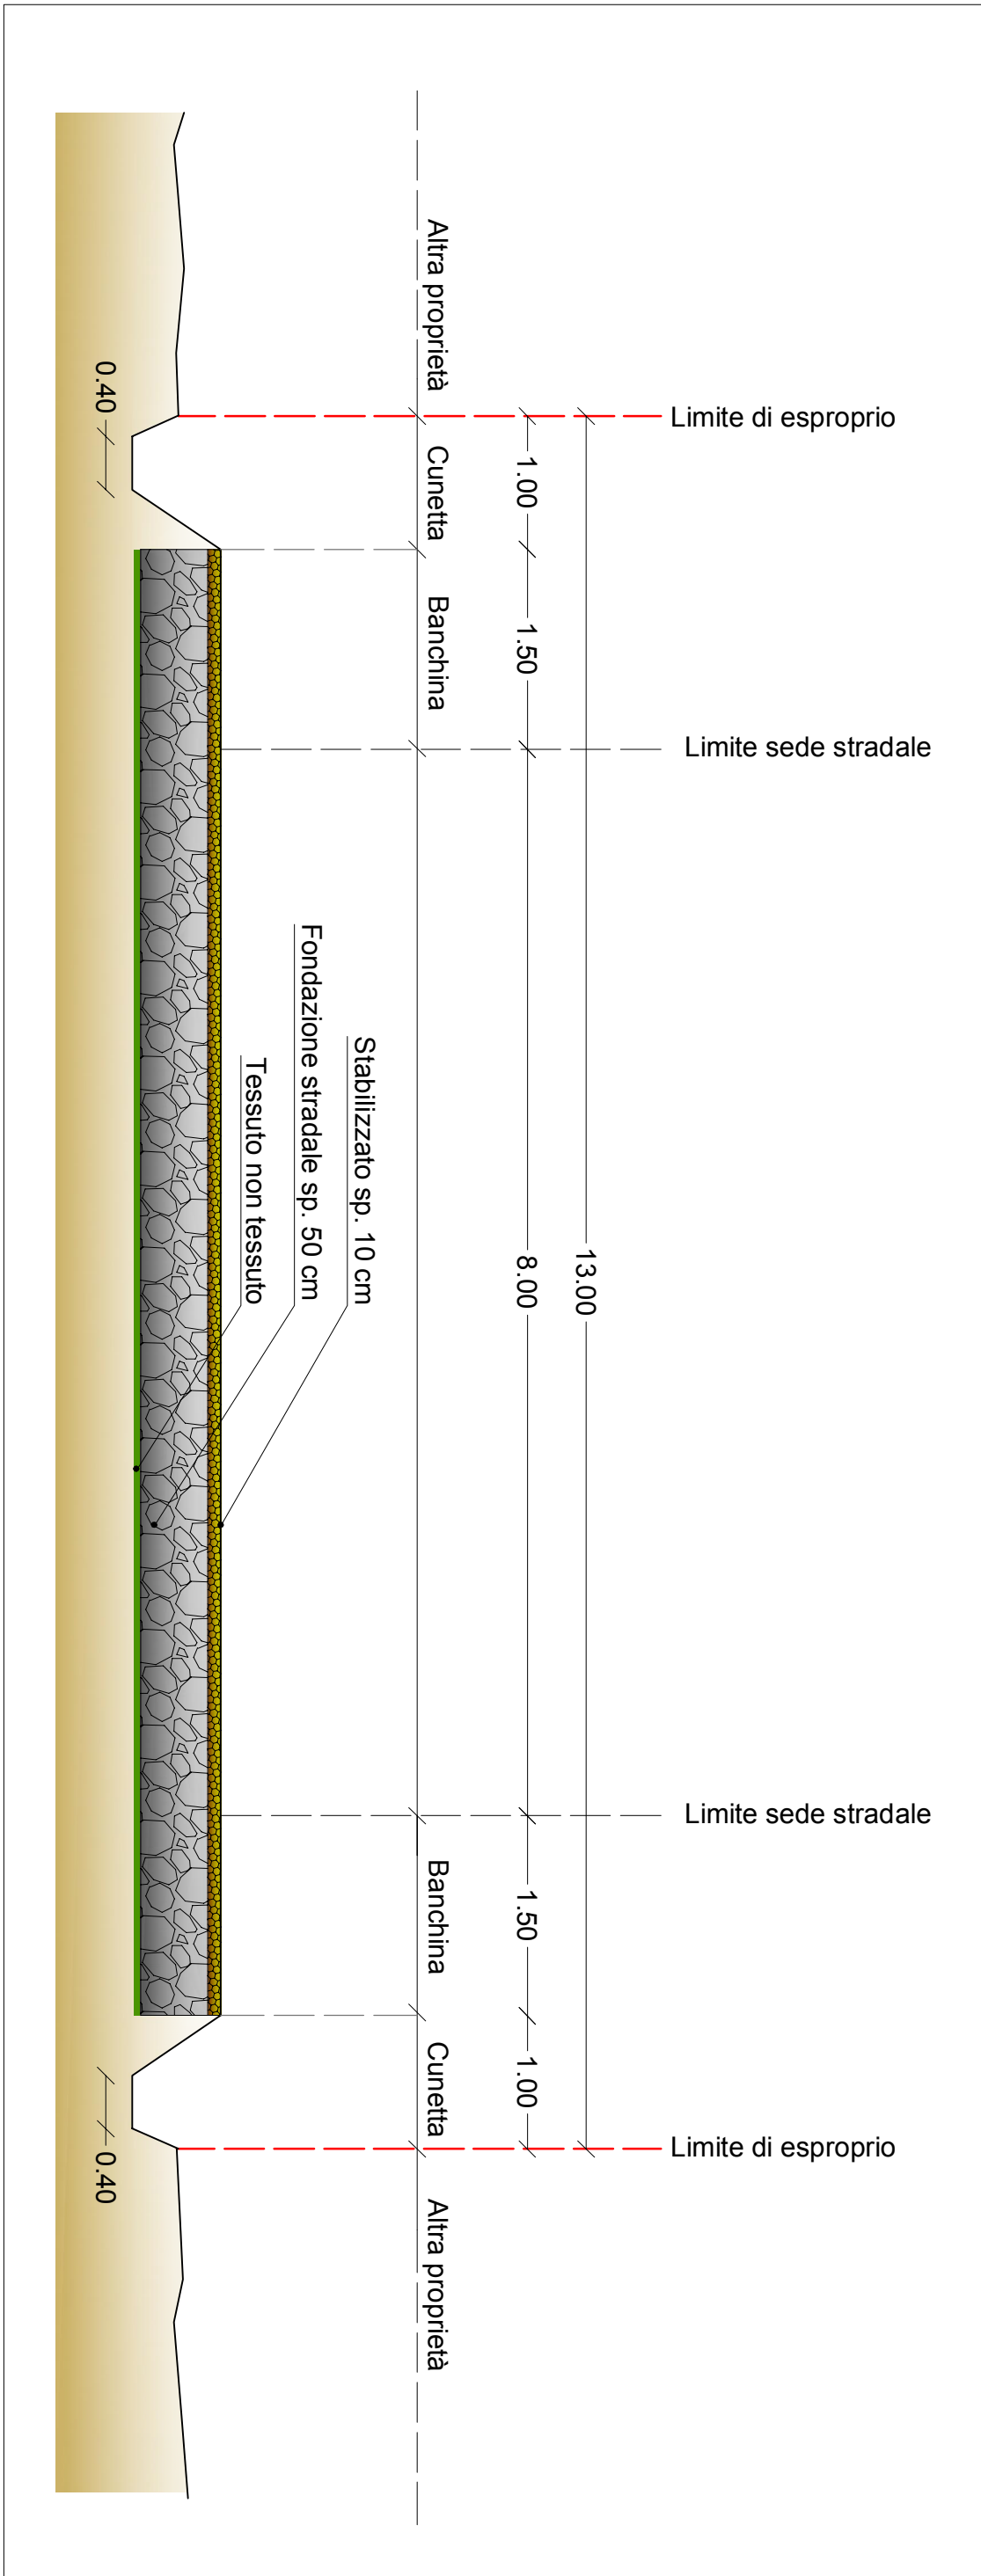 Limite di esproprio
Limite sede stradale
Limite sede stradale
Limite di esproprio
13.00
1.00
1.50
8.00
1.50
1.00
Altra proprietà
Cunetta
Banchina
Banchina
Cunetta
Altra proprietà
Stabilizzato sp. 10 cm
Fondazione stradale sp. 50 cm
Tessuto non tessuto
0.40
0.40